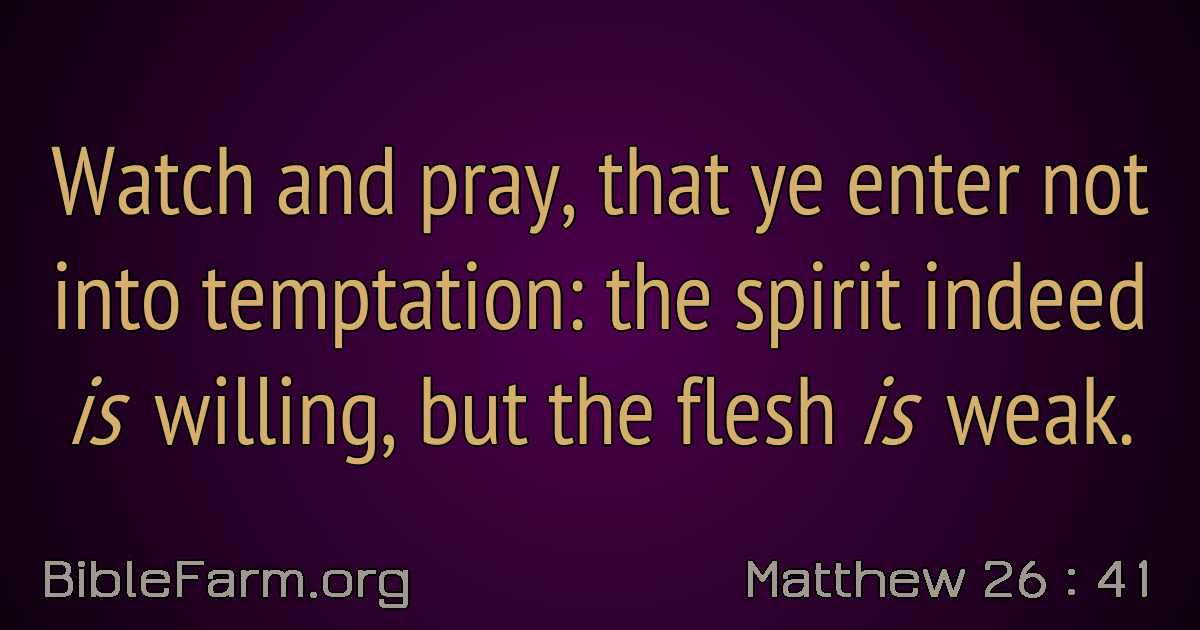 Watch and pray, that ye enter not
into temptation: the spirit indeed
is willing, but the flesh is weak.
BibleFarm.org
Matthew 26 : 41